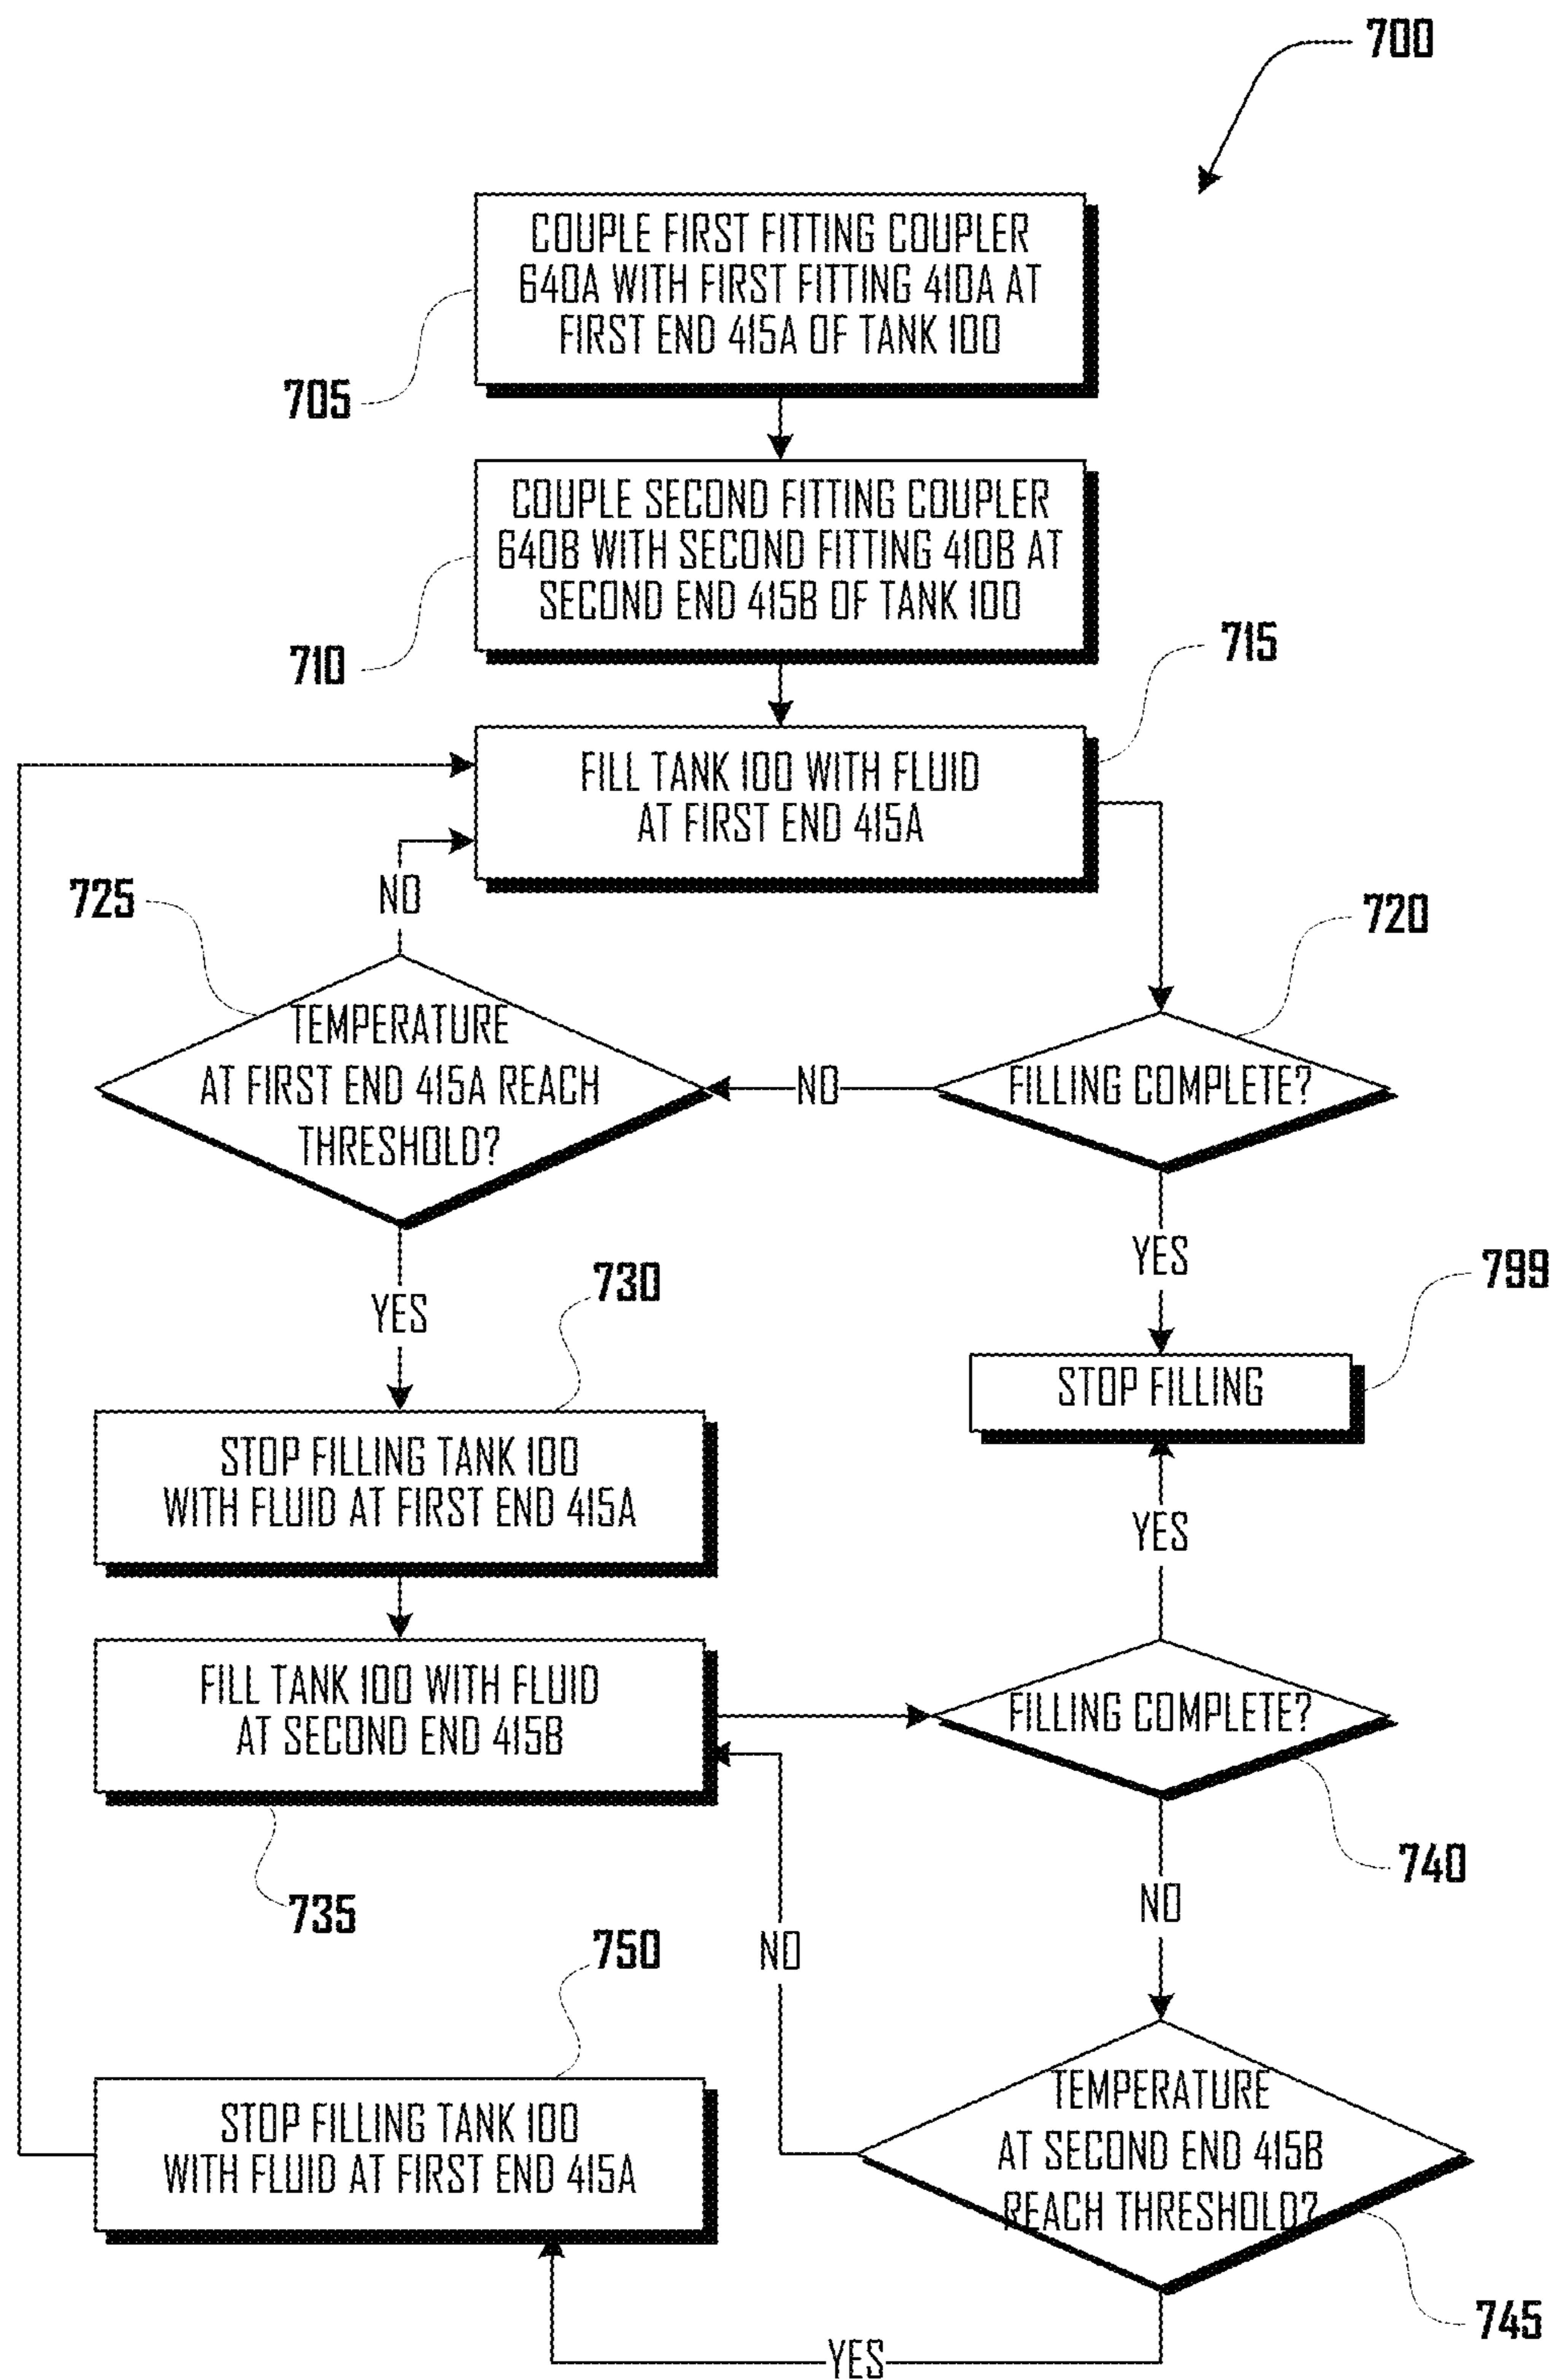 700
COUPLE FIRST FITTING COUPLER
640A WITH FIRST FITTING 410A AT
FIRST END 415A OF TANK 100
705
COUPLE SECOND FITTING COUPLER
640B WITH SECOND FITTING 410B AT
SECOND END 415B OF TANK 100
710
715
FILL TANK 100 WITH FLUID
AT FIRST END 415A
NO
725
720
TEMPERATURE
AT FIRST END 415A REACH
THRESHOLD?
NO
FILLING COMPLETE?
YES
YES
730
799
STOP FILLING
STOP FILLING TANK 100
WITH FLUID AT FIRST END 415A
YES
FILL TANK 100 WITH FLUID
AT SECOND END 415B
FILLING COMPLETE?
735
740
NO
NO
750
STOP FILLING TANK 100
WITH FLUID AT FIRST END 415A
TEMPERATURE
AT SECOND END 415B
REACH THRESHOLD?
745
YES